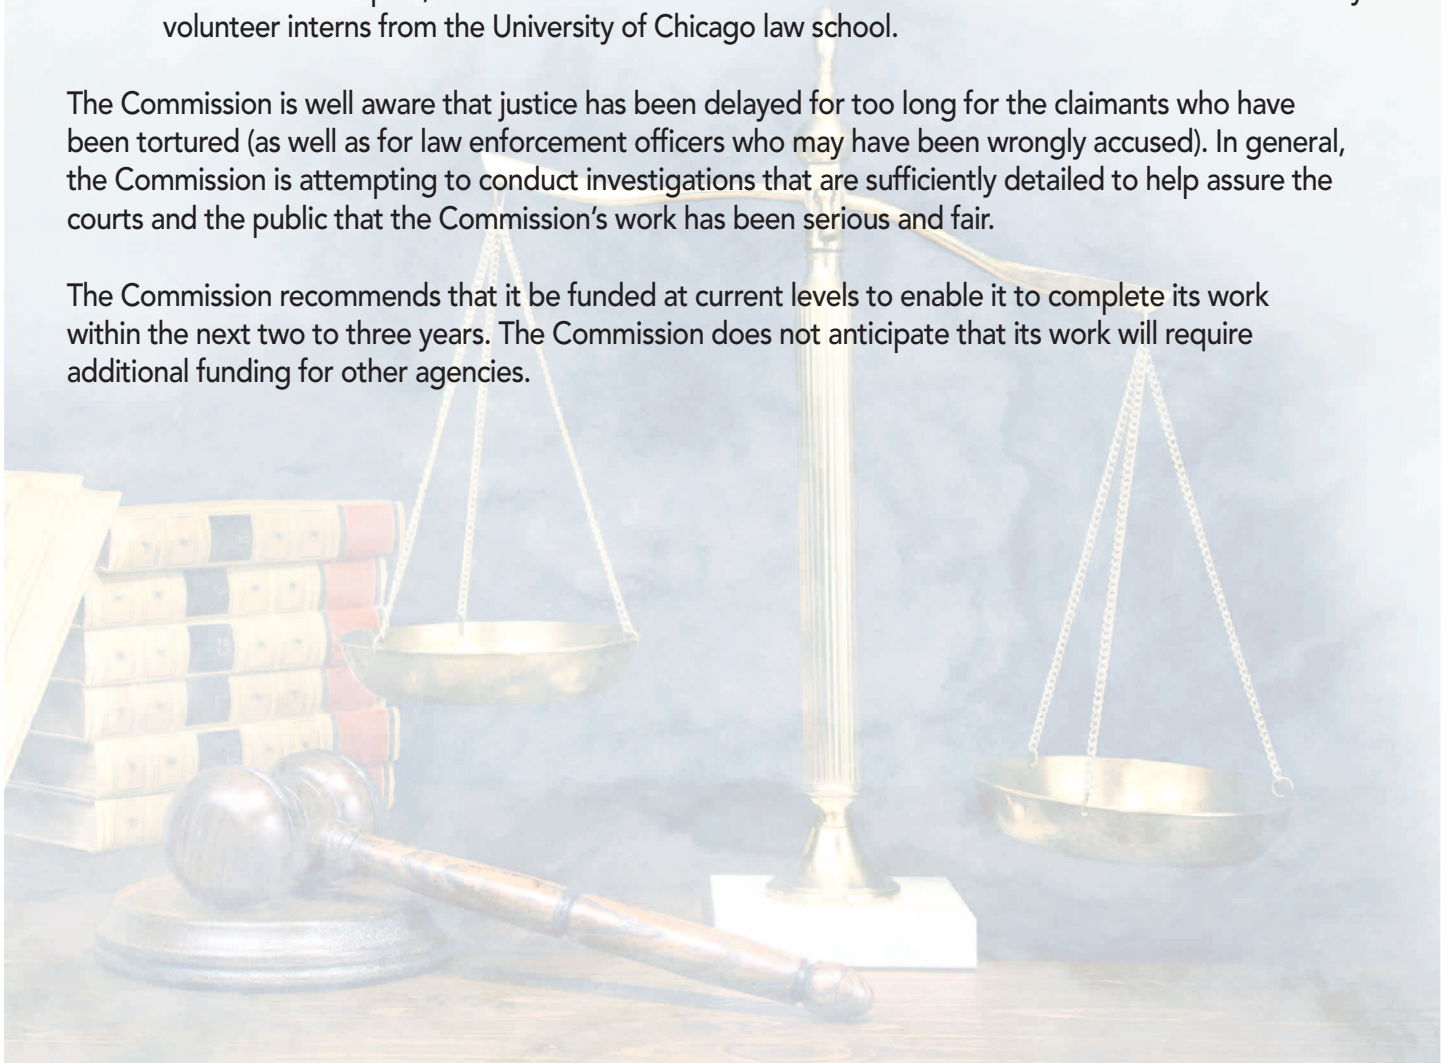 volunteer interns from the University of Chicago law school.
The Commission is well aware that justice has been delayed for too long for the claimants who have
been tortured (as well as for law enforcement officers who may have been wrongly accused). In general,
the Commission is attempting to conduct investigations that are sufficiently detailed to help assure the
courts and the public that the Commission’s work has been serious and fair.
The Commission recommends that it be funded at current levels to enable it to complete its work
within the next two to three years. The Commission does not anticipate that its work will require
additional funding for other agencies.